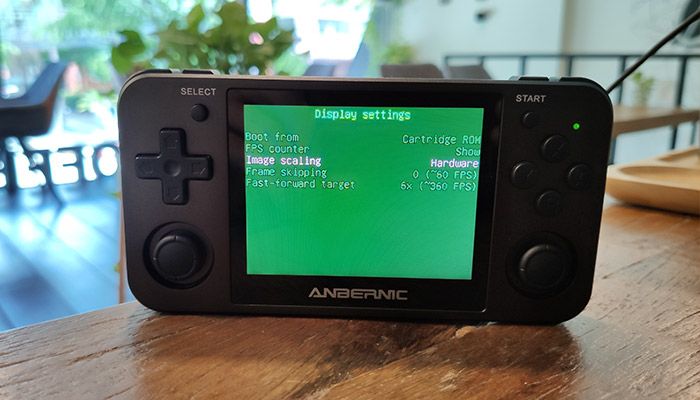 SELECT
START
Display settings
Boot from Cartridge ROM
FPS counter Show
Image scaling Hardware
Frame skipping 0 (~60 FPS)
Fast-forward target 6x (~360 FPS)
ANBERNIC